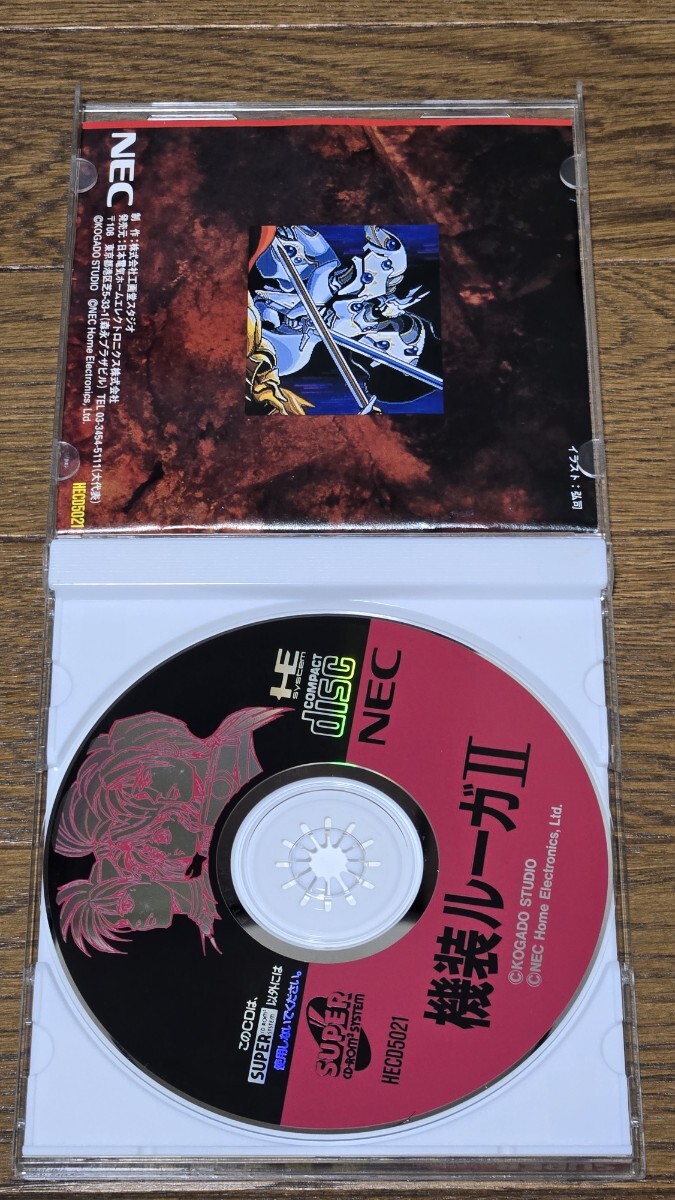 NEC
制 作:株式会社工画堂スタジオ
発売元:日本電気ホームエレクトロニクス株式会社
〒108 東京都港区芝5-33-1(森永プラザビル) TEL 03-3454-5111(大代表)
©KOGADO STUDIO ©NEC Home Electronics, Ltd.
HECD5021
イラスト:弘司
HE
system
COMPACT
disc
NEC
機装ルーガⅡ
©KOGADO STUDIO
©NEC Home Electronics, Ltd.
このCDは、
SUPER CD-ROM² SYSTEM 以外には
使用しないでください。
SUPER
CD-ROM² SYSTEM
HECD5021